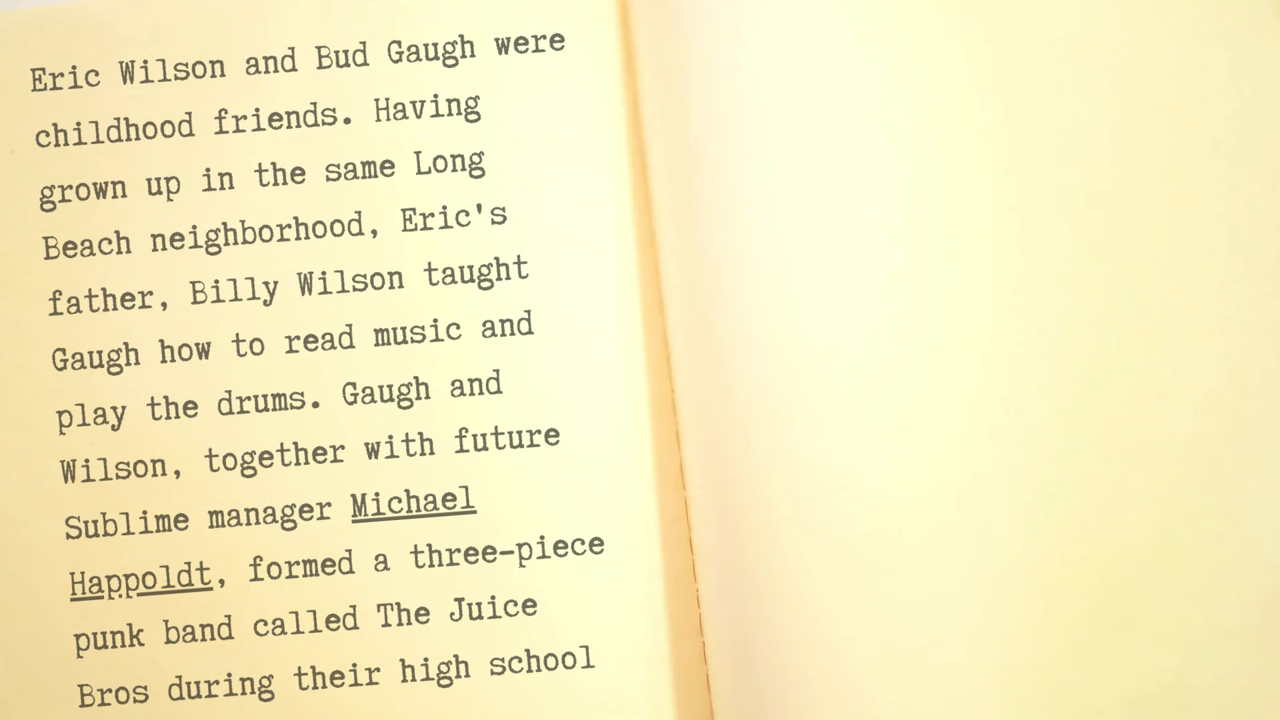 Eric Wilson and Bud Gaugh were
childhood friends. Having
grown up in the same Long
Beach neighborhood, Eric's
father, Billy Wilson taught
Gaugh how to read music and
play the drums. Gaugh and
Wilson, together with future
Sublime manager Michael
Happoldt, formed a three-piece
punk band called The Juice
Bros during their high school